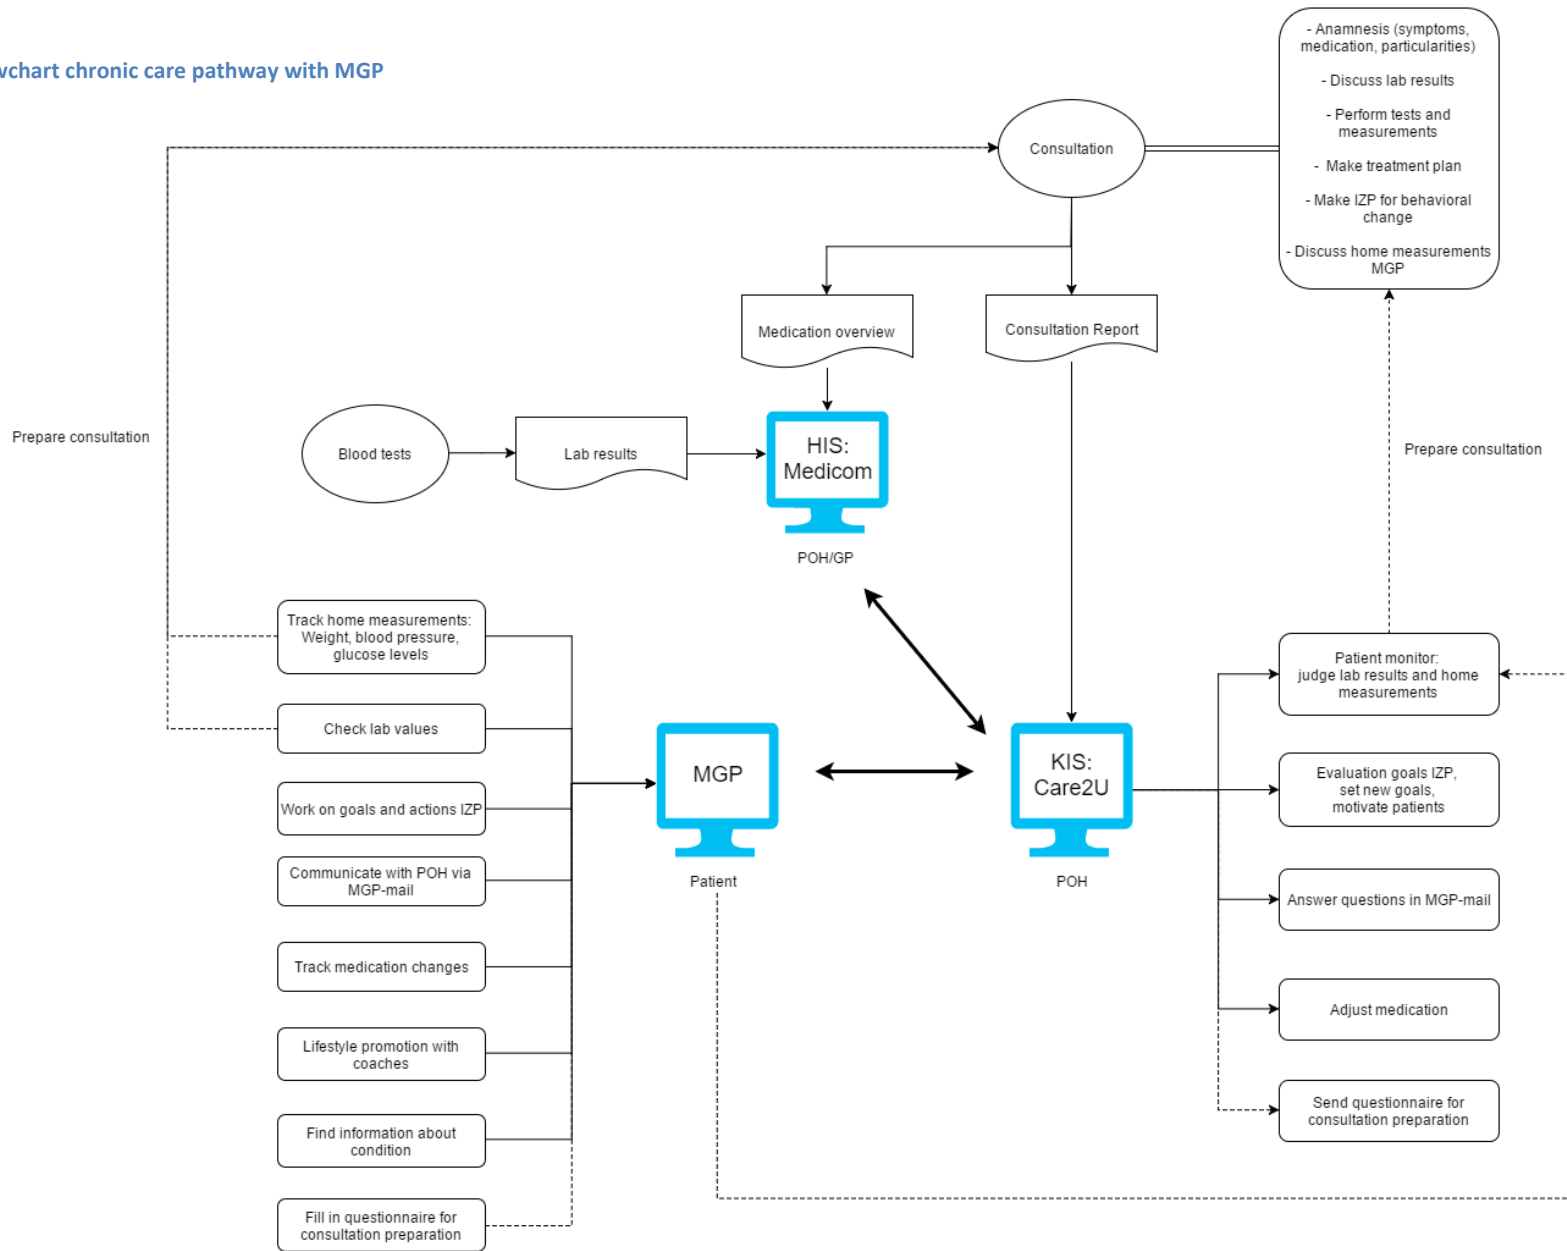 wchart chronic care pathway with MGP
- Anamnesis (symptoms,
medication, particularities)
- Discuss lab results
- Perform tests and
measurements
- Make treatment plan
- Make IZP for behavioral
change
- Discuss home measurements
MGP
Consultation
Medication overview
Consultation Report
Prepare consultation
Blood tests
Lab results
HIS:
Medicom
POH/GP
Prepare consultation
Track home measurements:
Weight, blood pressure,
glucose levels
Check lab values
Work on goals and actions IZP
Communicate with POH via
MGP-mail
Track medication changes
Lifestyle promotion with
coaches
Find information about
condition
Fill in questionnaire for
consultation preparation
MGP
Patient
KIS:
Care2U
POH
Patient monitor:
judge lab results and home
measurements
Evaluation goals IZP,
set new goals,
motivate patients
Answer questions in MGP-mail
Adjust medication
Send questionnaire for
consultation preparation